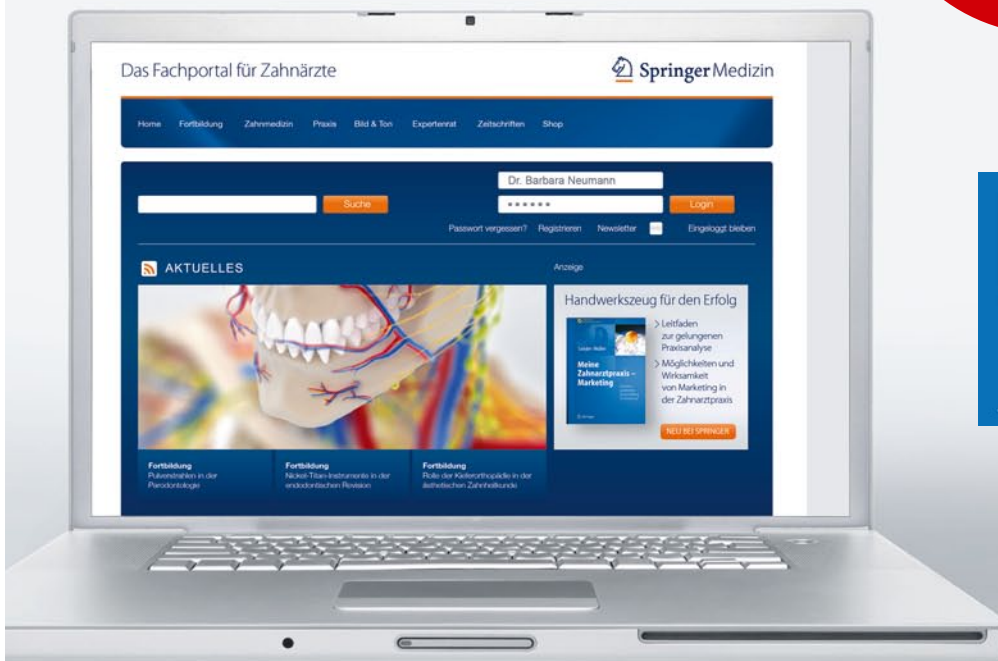 Das Fachportal für Zahnärzte
Springer Medizin
Home Fortbildung Zahnmedizin Praxis Bild & Ton Expertenrat Zeitschriften Shop
Dr. Barbara Neumann
Suche
Login
Passwort vergessen? Registrieren Newsletter Eingeloggt bleiben
AKTUELLES
Anzeige
Handwerkszeug für den Erfolg
Meine
Zahnarztpraxis –
Marketing
Springer
> Leitfaden
zur gelungenen
Praxisanalyse
> Möglichkeiten und
Wirksamkeit
von Marketing in
der Zahnarztpraxis
NEU BEI SPRINGER
Fortbildung
Pulverstrahlen in der
Parodontologie
Fortbildung
Nickel-Titan-Instrumente in der
endodontischen Revision
Fortbildung
Rolle der Kieferorthopädie in der
ästhetischen Zahnheilkunde